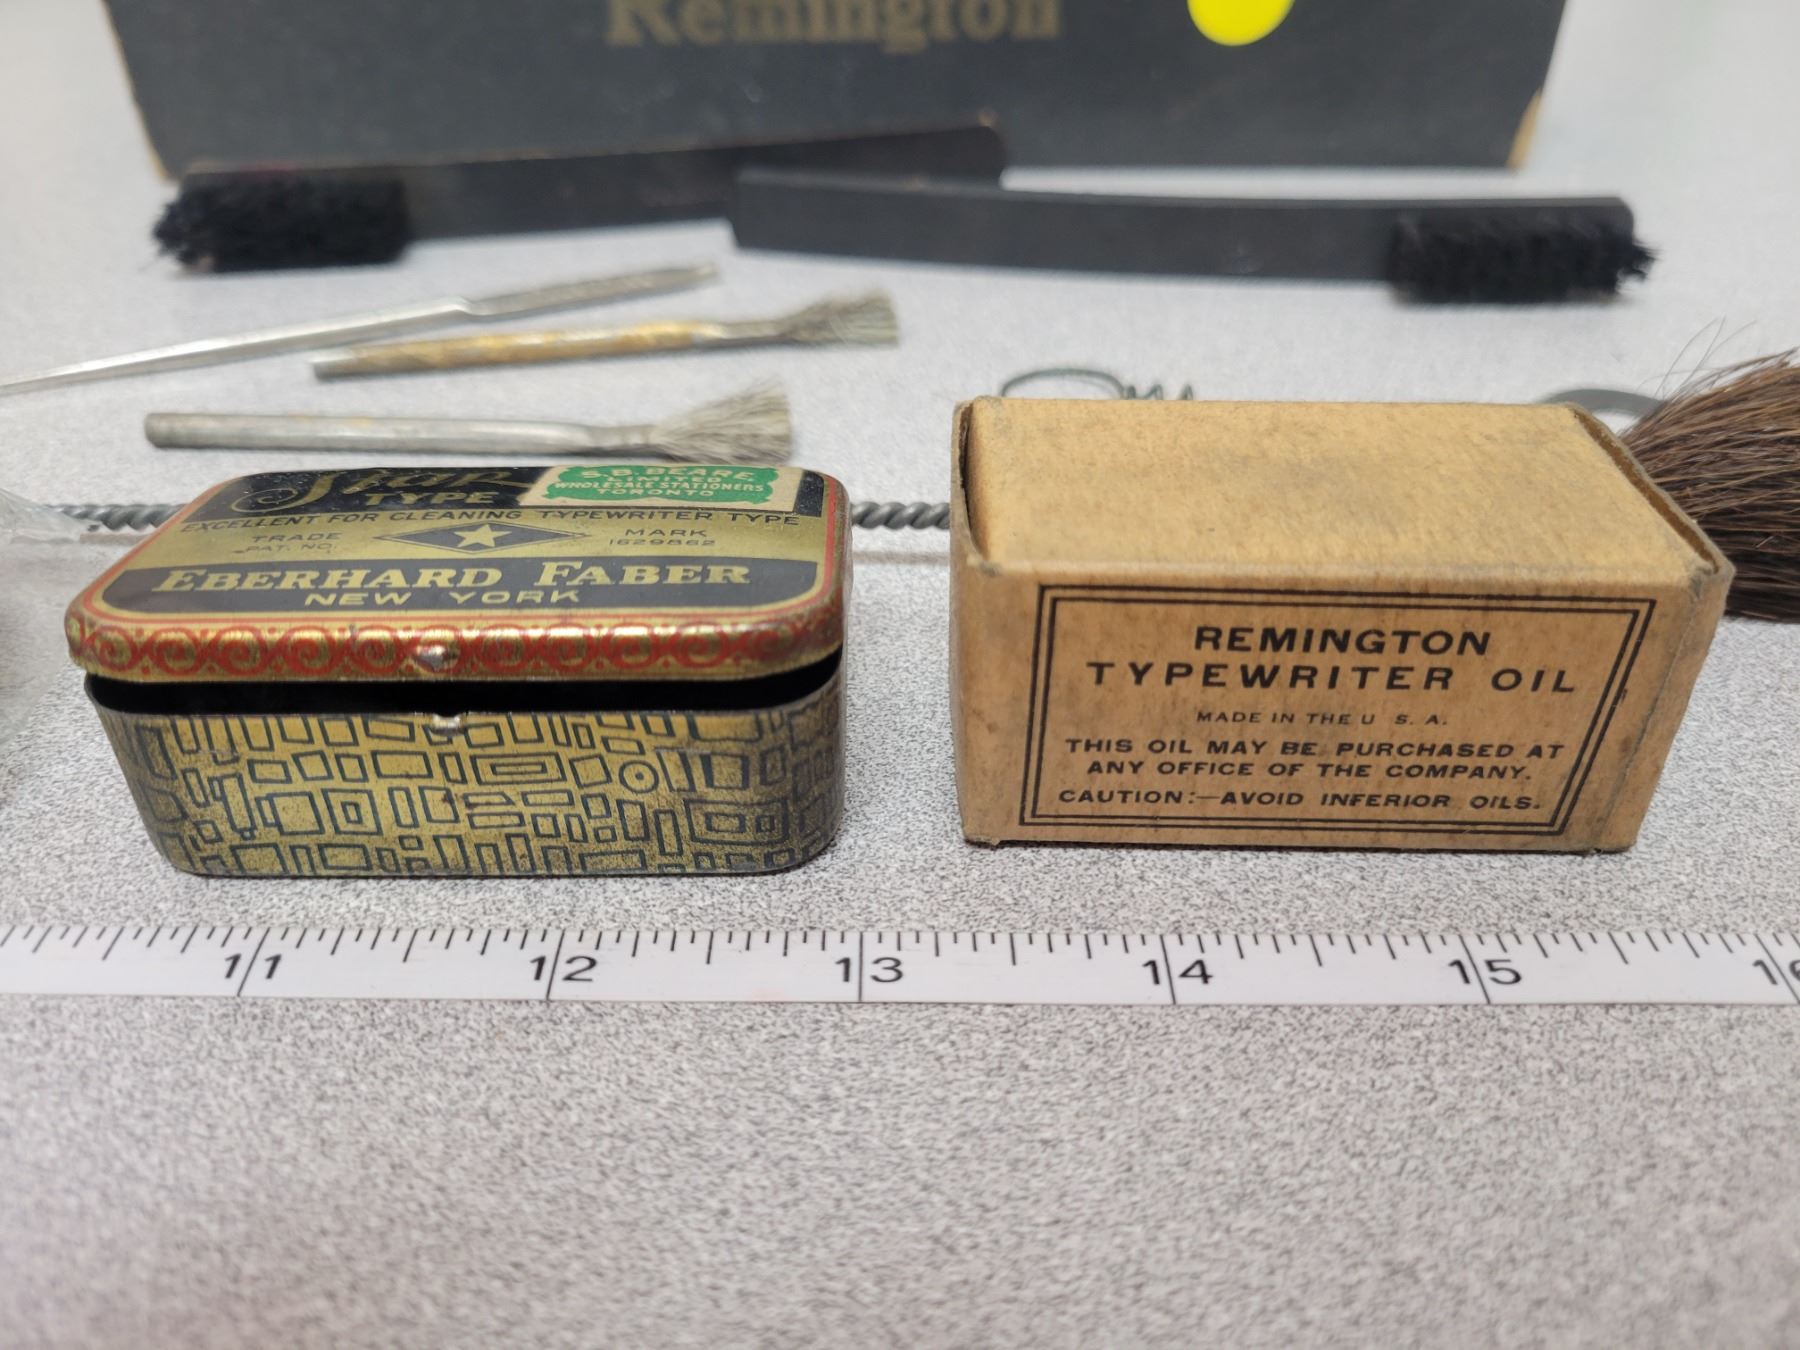 Remington
Star
TYPE
S.B. BEARE
LIMITED
WHOLESALE STATIONERS
TORONTO
EXCELLENT FOR CLEANING TYPEWRITER TYPE
TRADE MARK
PAT. NO. 1629862
EBERHARD FABER
NEW YORK
REMINGTON
TYPEWRITER OIL
MADE IN THE U S. A.
THIS OIL MAY BE PURCHASED AT
ANY OFFICE OF THE COMPANY.
CAUTION:—AVOID INFERIOR OILS.
11 12 13 14 15 16